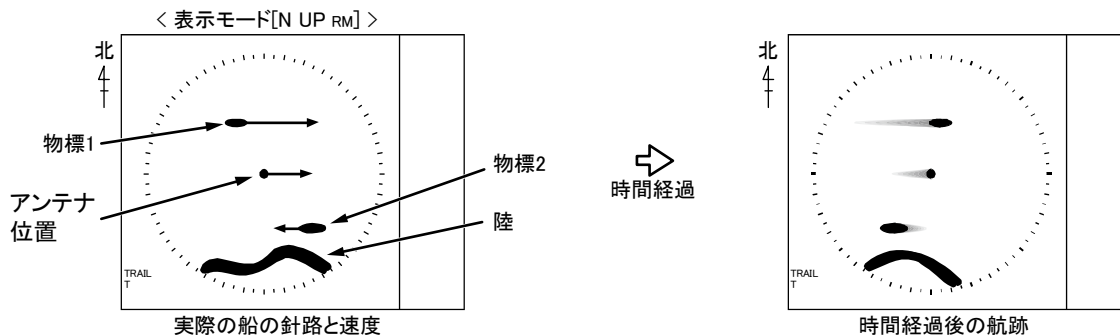 < 表示モード[N UP RM] >
北
物標1
アンテナ
位置
物標2
陸
TRAIL
T
実際の船の針路と速度
時間経過
北
TRAIL
T
時間経過後の航跡